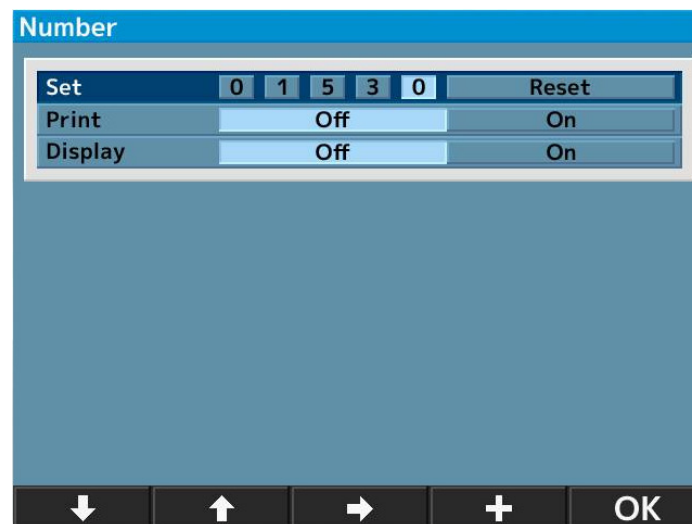 Number
Set 0 1 5 3 0 Reset
Print Off On
Display Off On
OK